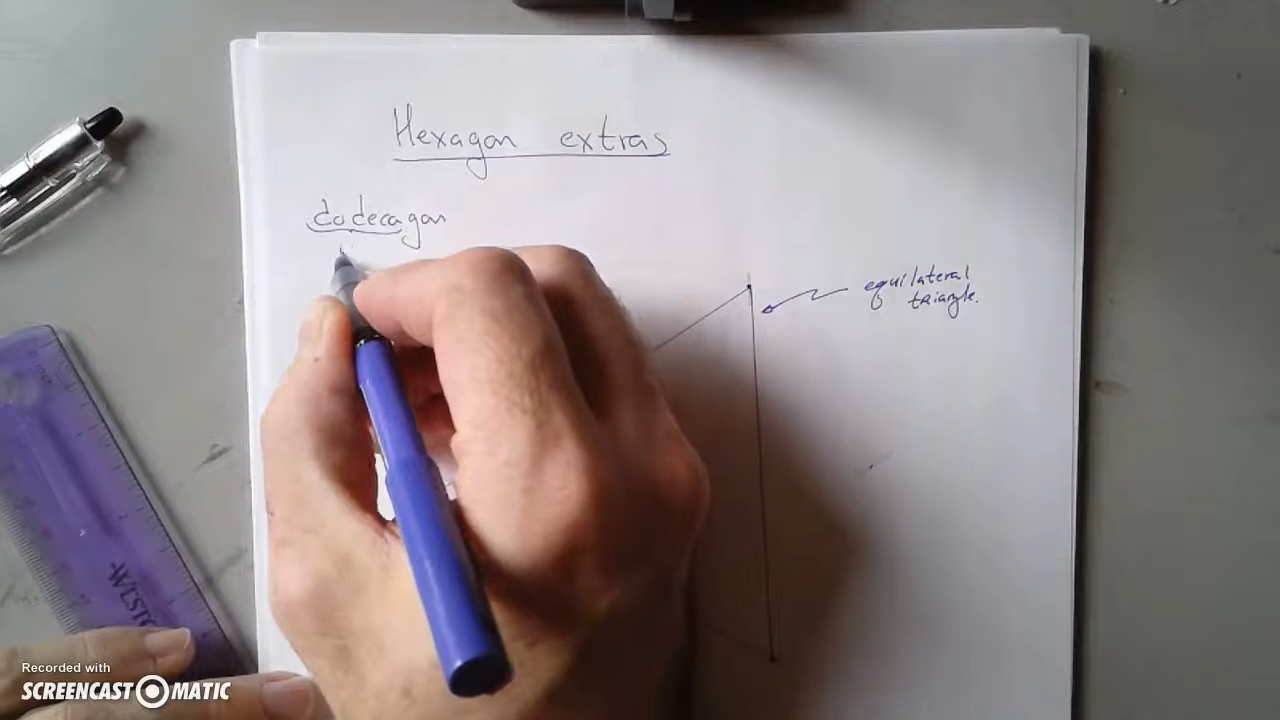 Hexagon extras
dodecagon
equilateral
triangle.
Recorded with
SCREENCAST-O-MATIC